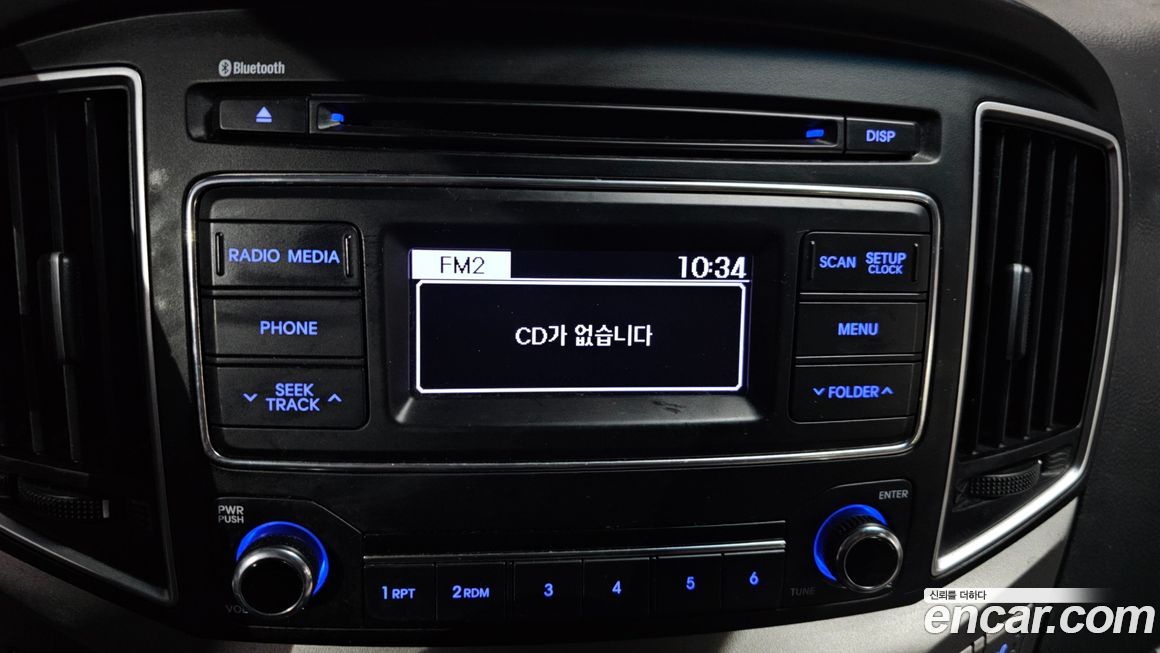 Bluetooth
DISP
RADIO MEDIA
FM2 10:34
SCAN SETUP
CLOCK
PHONE
CD가 없습니다
MENU
SEEK
TRACK
FOLDER
PWR
PUSH
ENTER
1 RPT 2 RDM 3 4 5 6
VOL
TUNE
신뢰를 더하다
encar.com